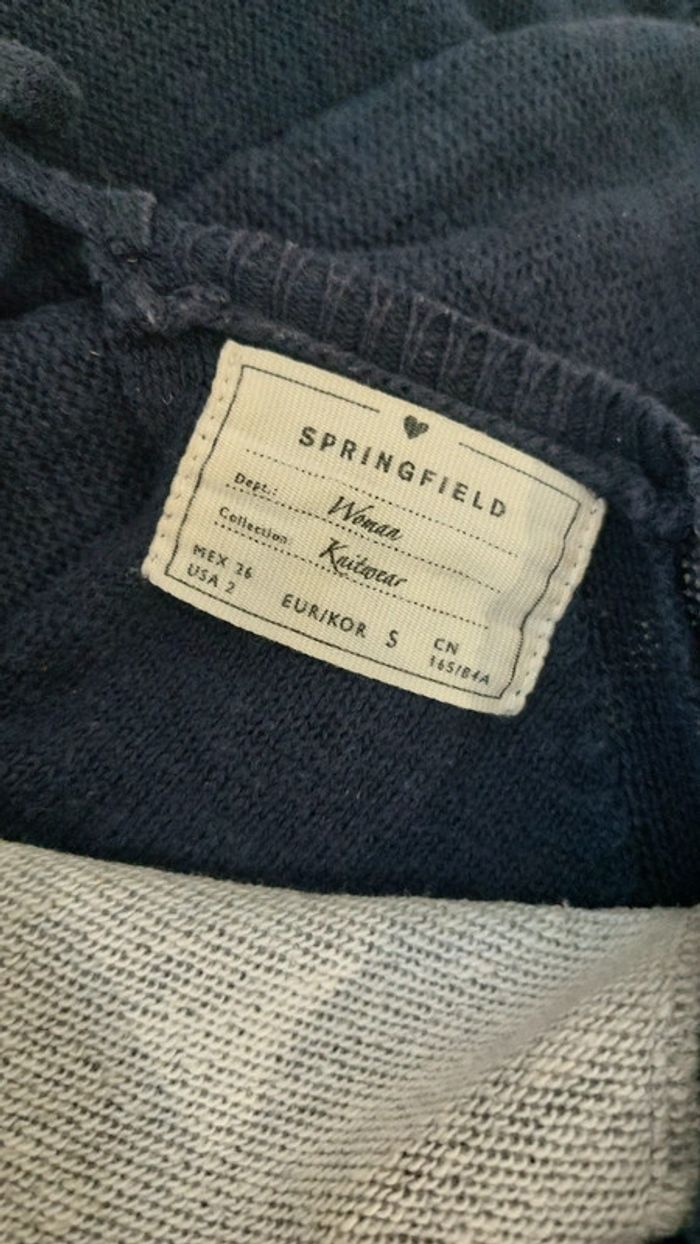 SPRINGFIELD
Dept.: Woman
Collection Knitwear
MEX 26
USA 2
EUR/KOR S
CN
165/84A